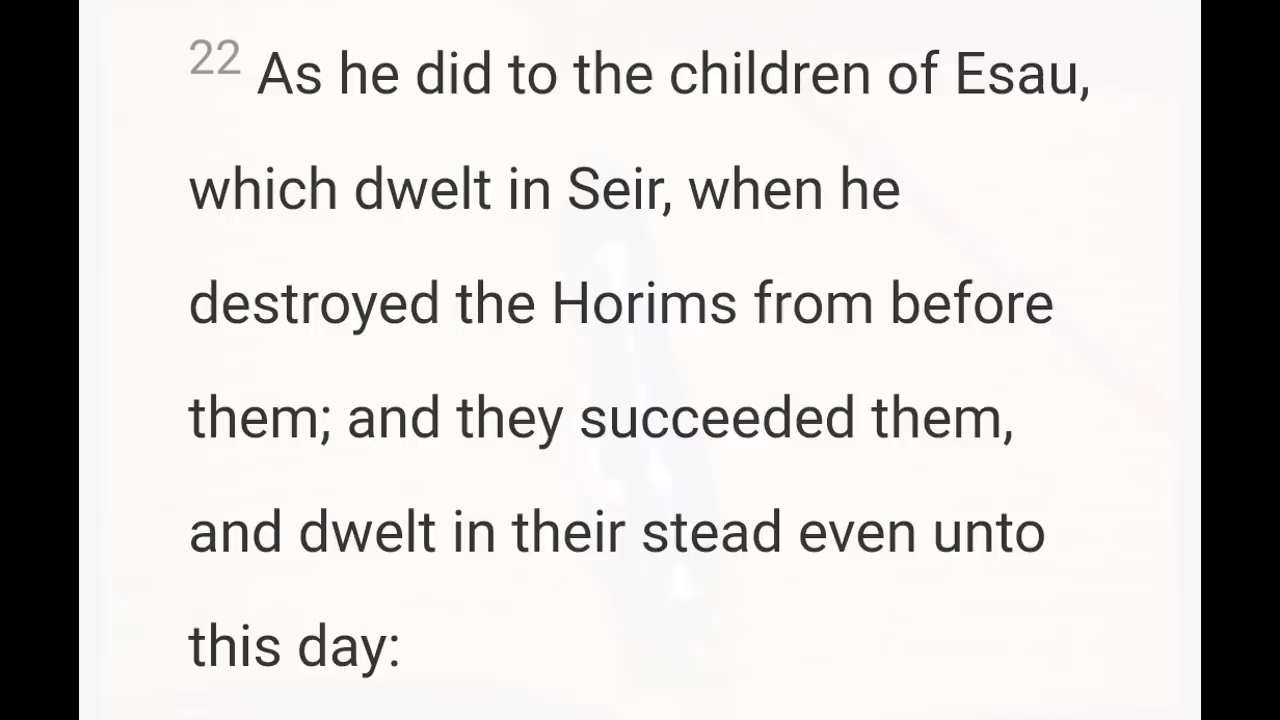 22 As he did to the children of Esau,
which dwelt in Seir, when he
destroyed the Horims from before
them; and they succeeded them,
and dwelt in their stead even unto
this day: